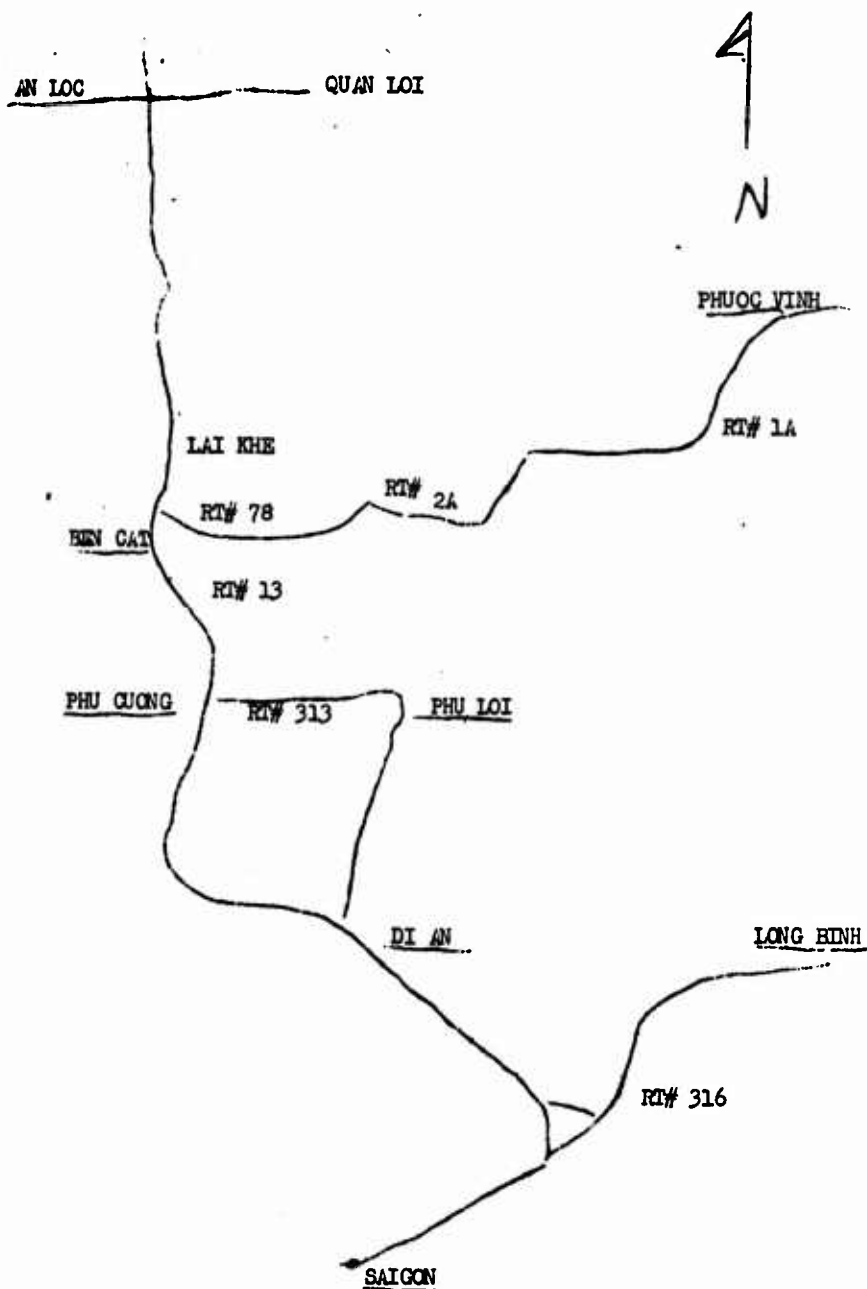 AN LOC QUAN LOI
N
PHUOC VINH
RT# 1A
LAI KHE
RT# 2A
RT# 78
BEN CAT
RT# 13
PHU CUONG
RT# 313
PHU LOI
DI AN
LONG BINH
RT# 316
SAIGON